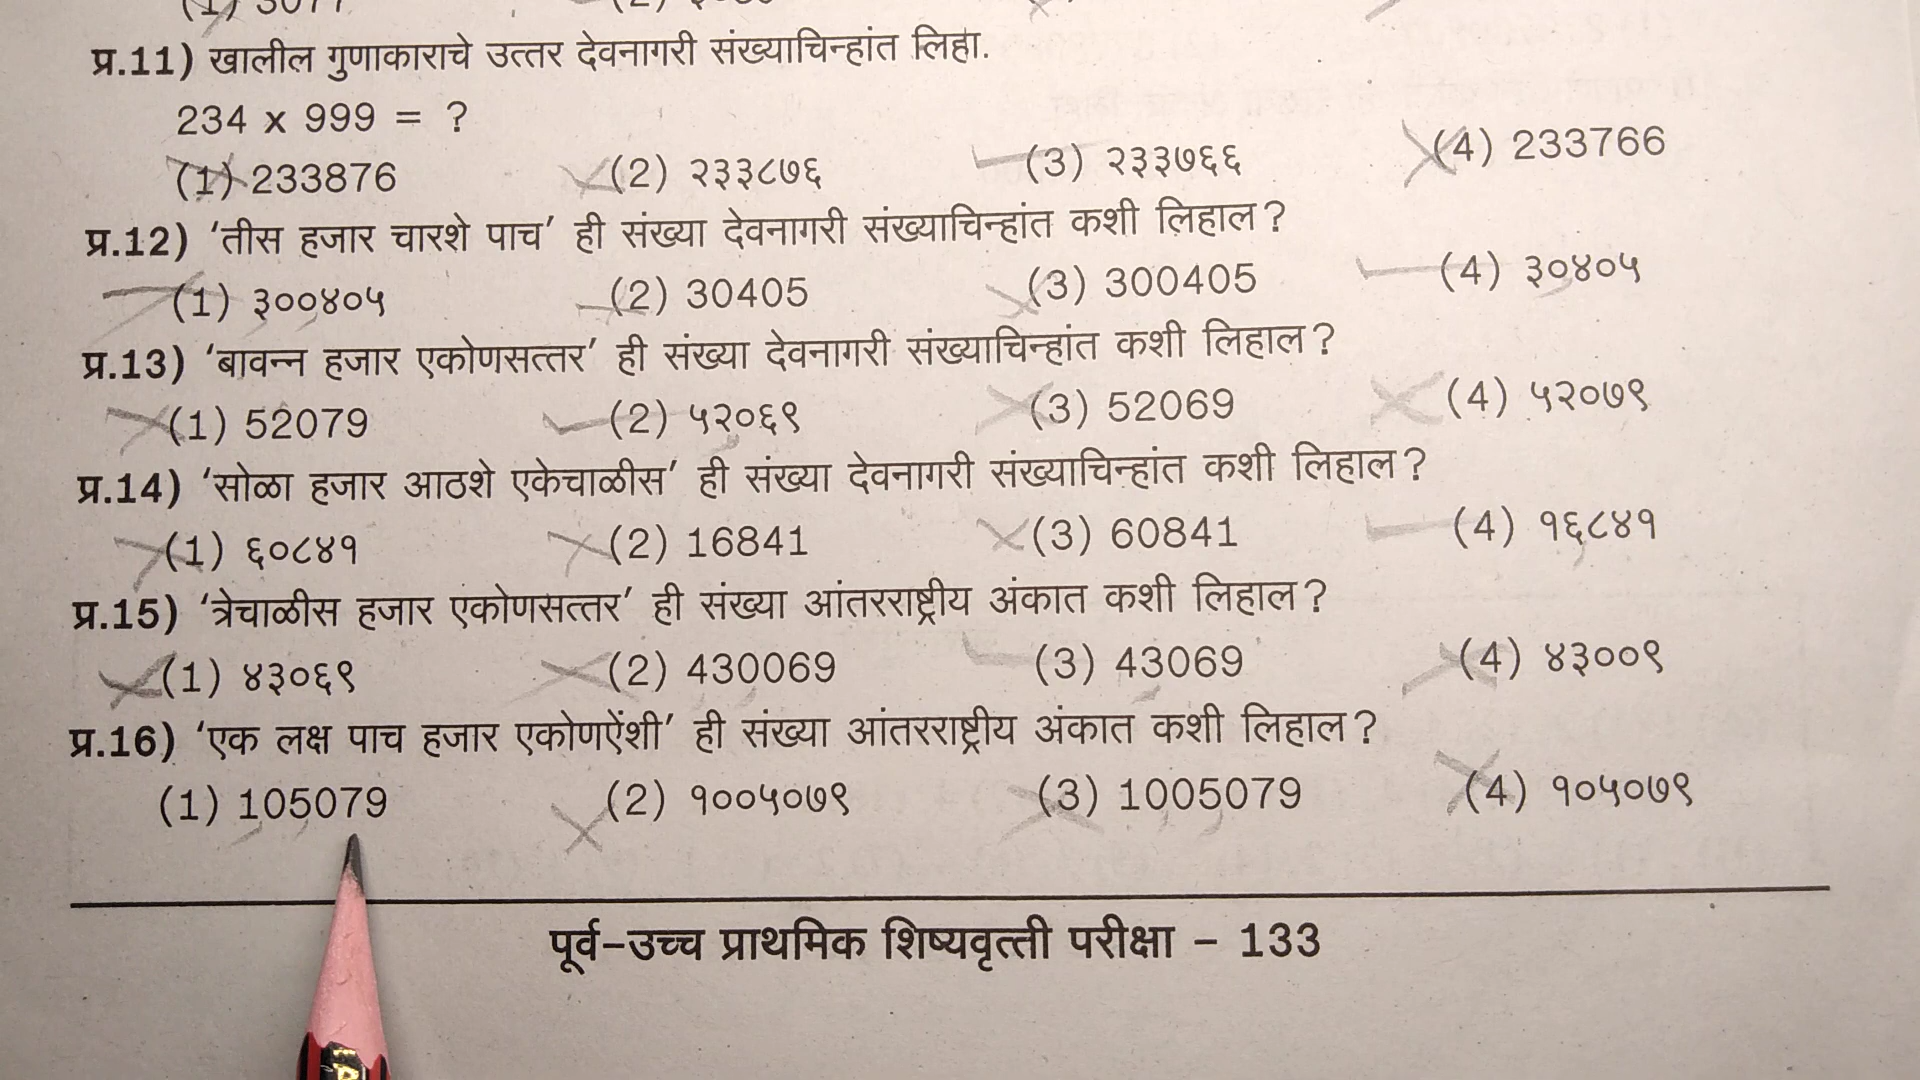 प्र.11) खालील गुणाकाराचे उत्तर देवनागरी संख्याचिन्हांत लिहा.
234 x 999 = ?
(1) 233876 (2) २३३८७६ (3) २३३७६६ (4) 233766
प्र.12) ‘तीस हजार चारशे पाच’ ही संख्या देवनागरी संख्याचिन्हांत कशी लिहाल?
(1) ३००४०५ (2) 30405 (3) 300405 (4) ३०४०५
प्र.13) ‘बावन्न हजार एकोणसत्तर’ ही संख्या देवनागरी संख्याचिन्हांत कशी लिहाल?
(1) 52079 (2) ५२०६९ (3) 52069 (4) ५२०७९
प्र.14) ‘सोळा हजार आठशे एकेचाळीस’ ही संख्या देवनागरी संख्याचिन्हांत कशी लिहाल?
(1) ६०८४१ (2) 16841 (3) 60841 (4) १६८४१
प्र.15) ‘त्रेचाळीस हजार एकोणसत्तर’ ही संख्या आंतरराष्ट्रीय अंकात कशी लिहाल?
(1) ४३०६९ (2) 430069 (3) 43069 (4) ४३००९
प्र.16) ‘एक लक्ष पाच हजार एकोणऐंशी’ ही संख्या आंतरराष्ट्रीय अंकात कशी लिहाल?
(1) 105079 (2) १००५०७९ (3) 1005079 (4) १०५०७९
पूर्व-उच्च प्राथमिक शिष्यवृत्ती परीक्षा - 133